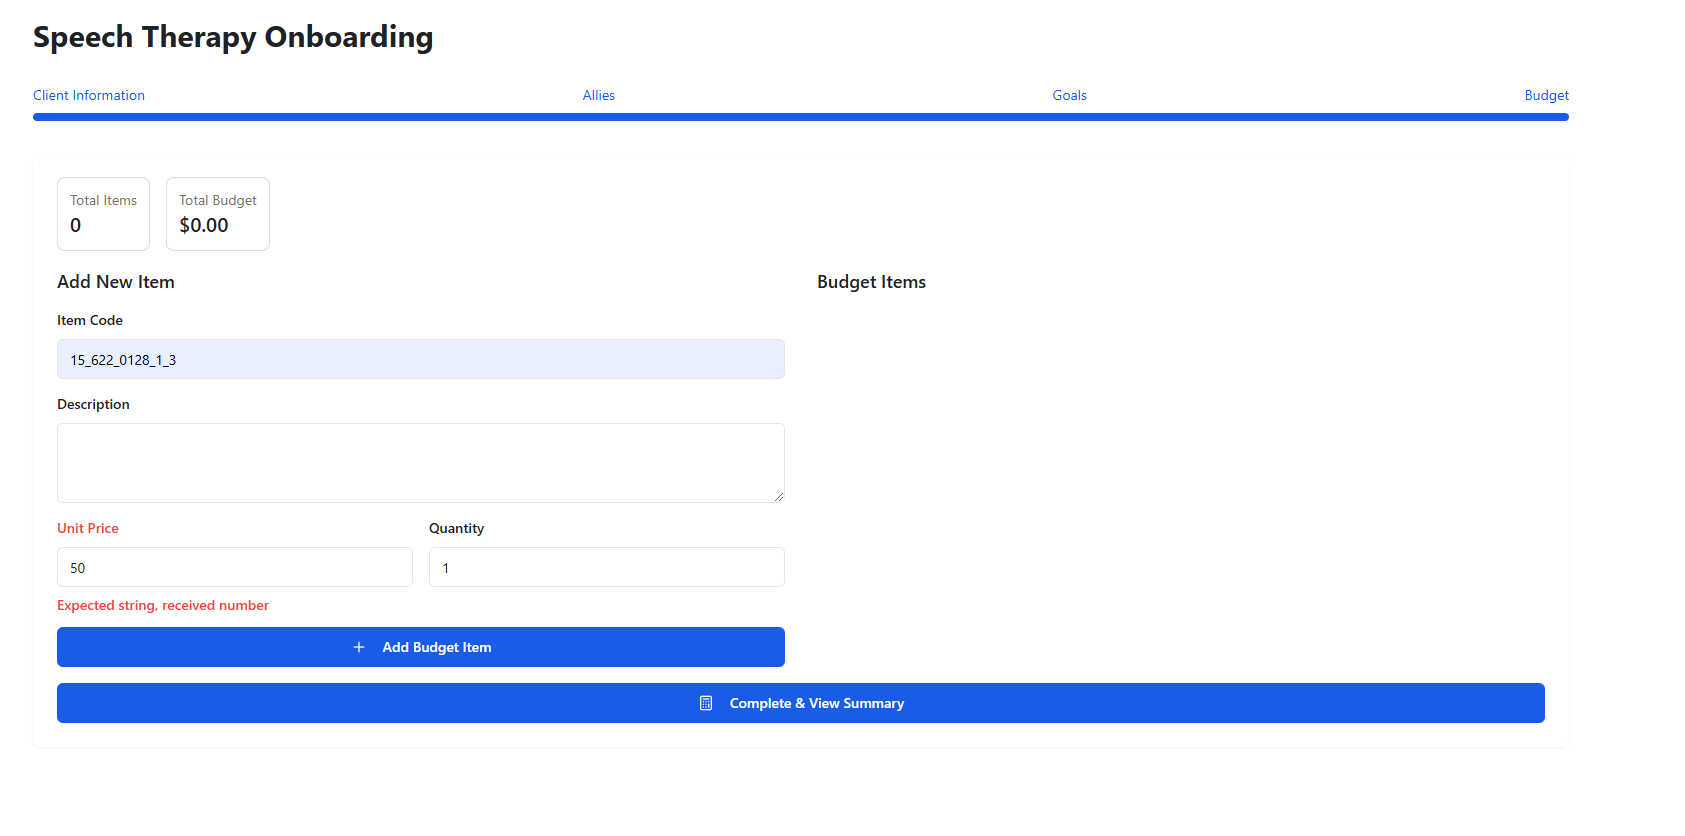 Speech Therapy Onboarding
Client Information Allies Goals Budget
Total Items Total Budget
0 $0.00
Add New Item
Item Code
15_622_0128_1_3
Description
Unit Price Quantity
50 1
Expected string, received number
Add Budget Item
Budget Items
Complete & View Summary